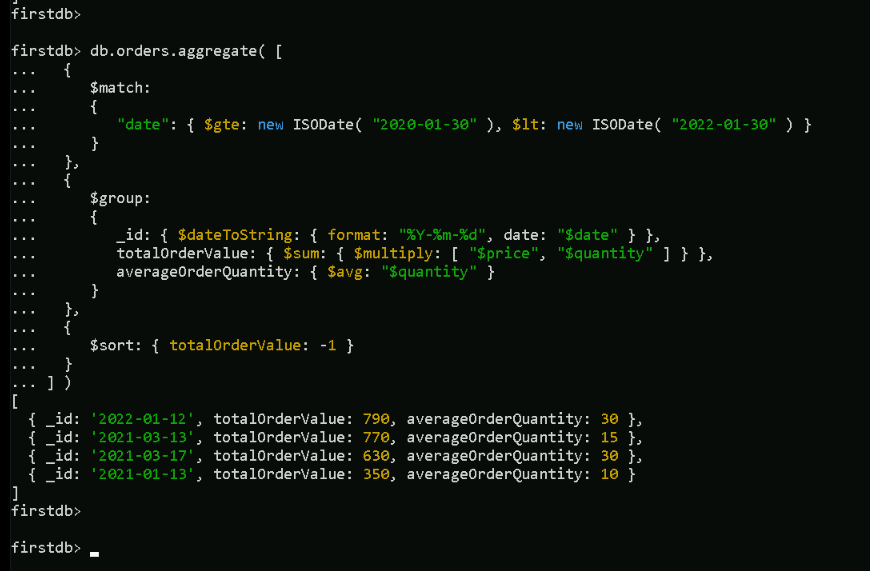 ]
firstdb>
firstdb> db.orders.aggregate( [
...   {
...      $match:
...      {
...         "date": { $gte: new ISODate( "2020-01-30" ), $lt: new ISODate( "2022-01-30" ) }
...      }
...   },
...   {
...      $group:
...      {
...         _id: { $dateToString: { format: "%Y-%m-%d", date: "$date" } },
...         totalOrderValue: { $sum: { $multiply: [ "$price", "$quantity" ] } },
...         averageOrderQuantity: { $avg: "$quantity" }
...      }
...   },
...   {
...      $sort: { totalOrderValue: -1 }
...   }
... ] )
[
  { _id: '2022-01-12', totalOrderValue: 790, averageOrderQuantity: 30 },
  { _id: '2021-03-13', totalOrderValue: 770, averageOrderQuantity: 15 },
  { _id: '2021-03-17', totalOrderValue: 630, averageOrderQuantity: 30 },
  { _id: '2021-01-13', totalOrderValue: 350, averageOrderQuantity: 10 }
]
firstdb>
firstdb>